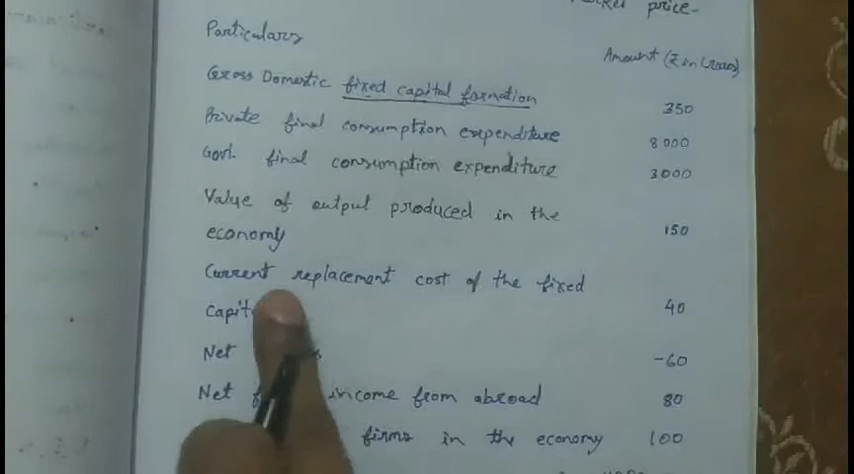 price-
Particulars
Amount (₹ in Crores)
Gross Domestic fixed capital formation
350
Private final consumption expenditure
8000
Govt. final consumption expenditure
3000
Value of output produced in the
economy
150
Current replacement cost of the fixed
40
Net
-60
Net income from abroad
80
firms in the economy
100